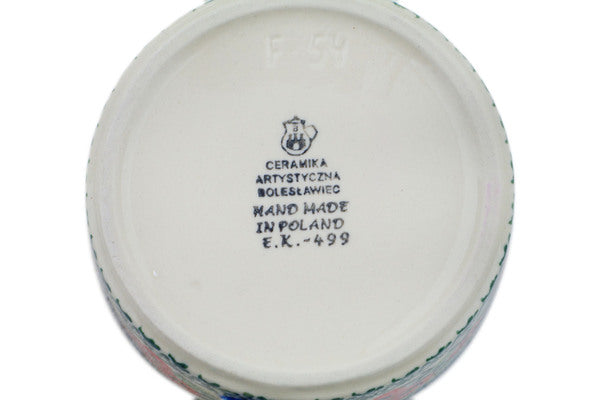 F-54
B
CERAMIKA
ARTYSTYCZNA
BOLESŁAWIEC
HAND MADE
IN POLAND
E.K.-499